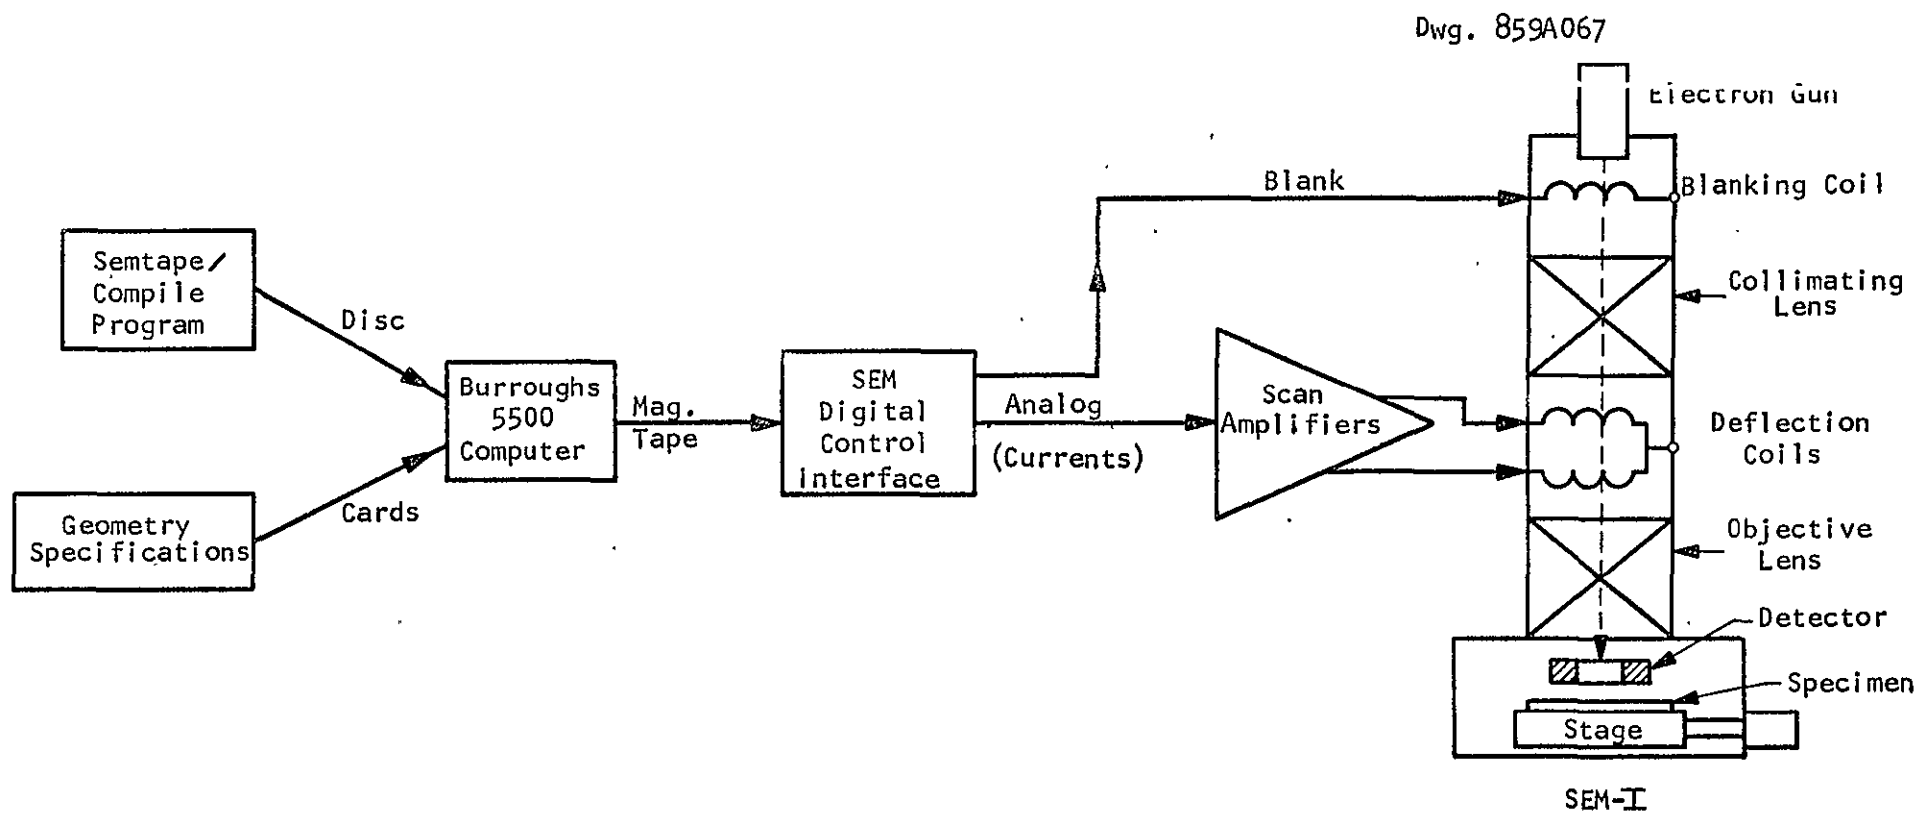 Dwg. 859A067
Electron Gun
Blank
Blanking Coil
Semtape/
Compile
Program
Disc
Collimating
Lens
Burroughs
5500
Computer
Mag.
Tape
SEM
Digital
Control
Interface
Analog
(Currents)
Scan
Amplifiers
Deflection
Coils
Cards
Geometry
Specifications
Objective
Lens
Detector
Specimen
Stage
SEM-I